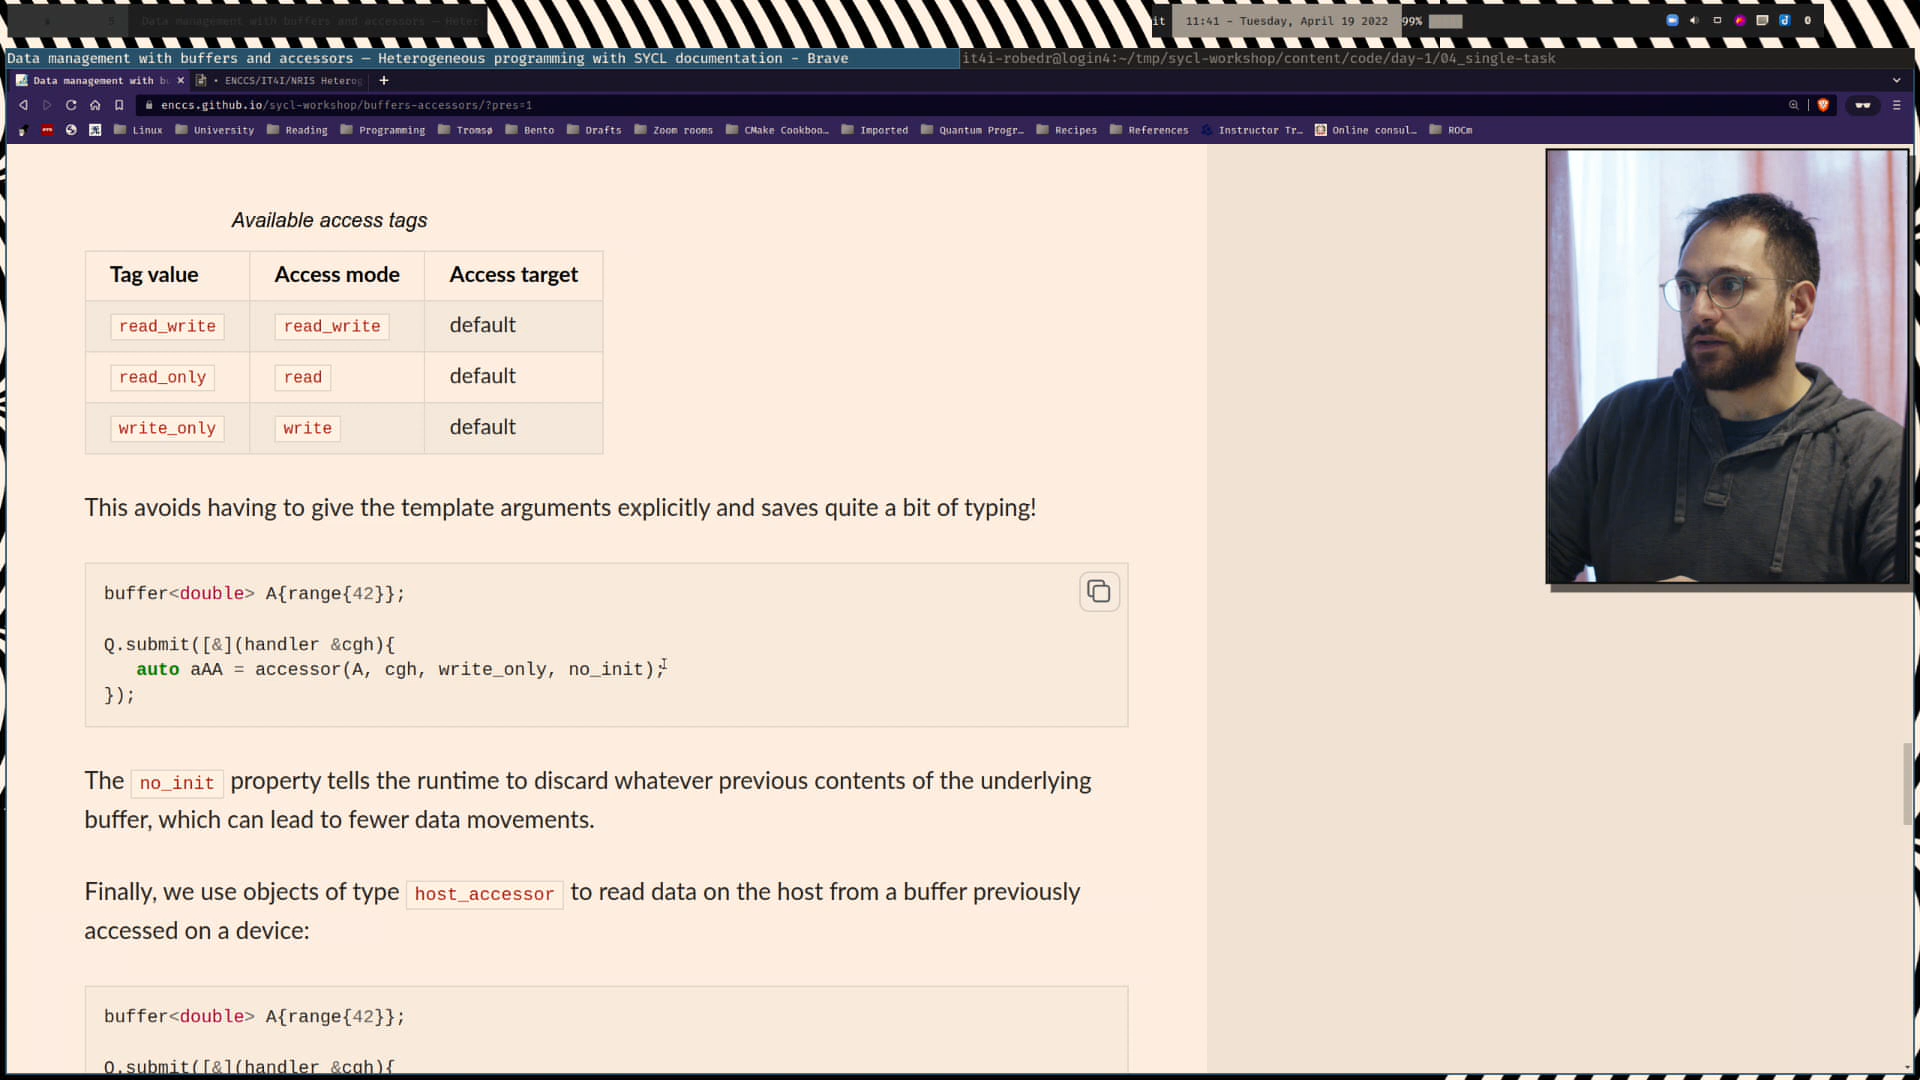 it 11:41 - Tuesday, April 19 2022 99%
Data management with buffers and accessors — Heterogeneous programming with SYCL documentation - Brave
it4i-robedr@login4:~/tmp/sycl-workshop/content/code/day-1/04_single-task
Data management with bu
• ENCCS/IT4I/NRIS Heterog
enccs.github.io/sycl-workshop/buffers-accessors/?pres=1
Linux University Reading Programming Tromsø Bento Drafts Zoom rooms CMake Cookboo… Imported Quantum Progr… Recipes References Instructor Tr… Online consul… ROCm
Available access tags
Tag value Access mode Access target
read_write read_write default
read_only read default
write_only write default
This avoids having to give the template arguments explicitly and saves quite a bit of typing!
buffer<double> A{range{42}};
Q.submit([&](handler &cgh){
auto aAA = accessor(A, cgh, write_only, no_init);
});
The no_init property tells the runtime to discard whatever previous contents of the underlying
buffer, which can lead to fewer data movements.
Finally, we use objects of type host_accessor to read data on the host from a buffer previously
accessed on a device:
buffer<double> A{range{42}};
Q.submit([&](handler &cgh){